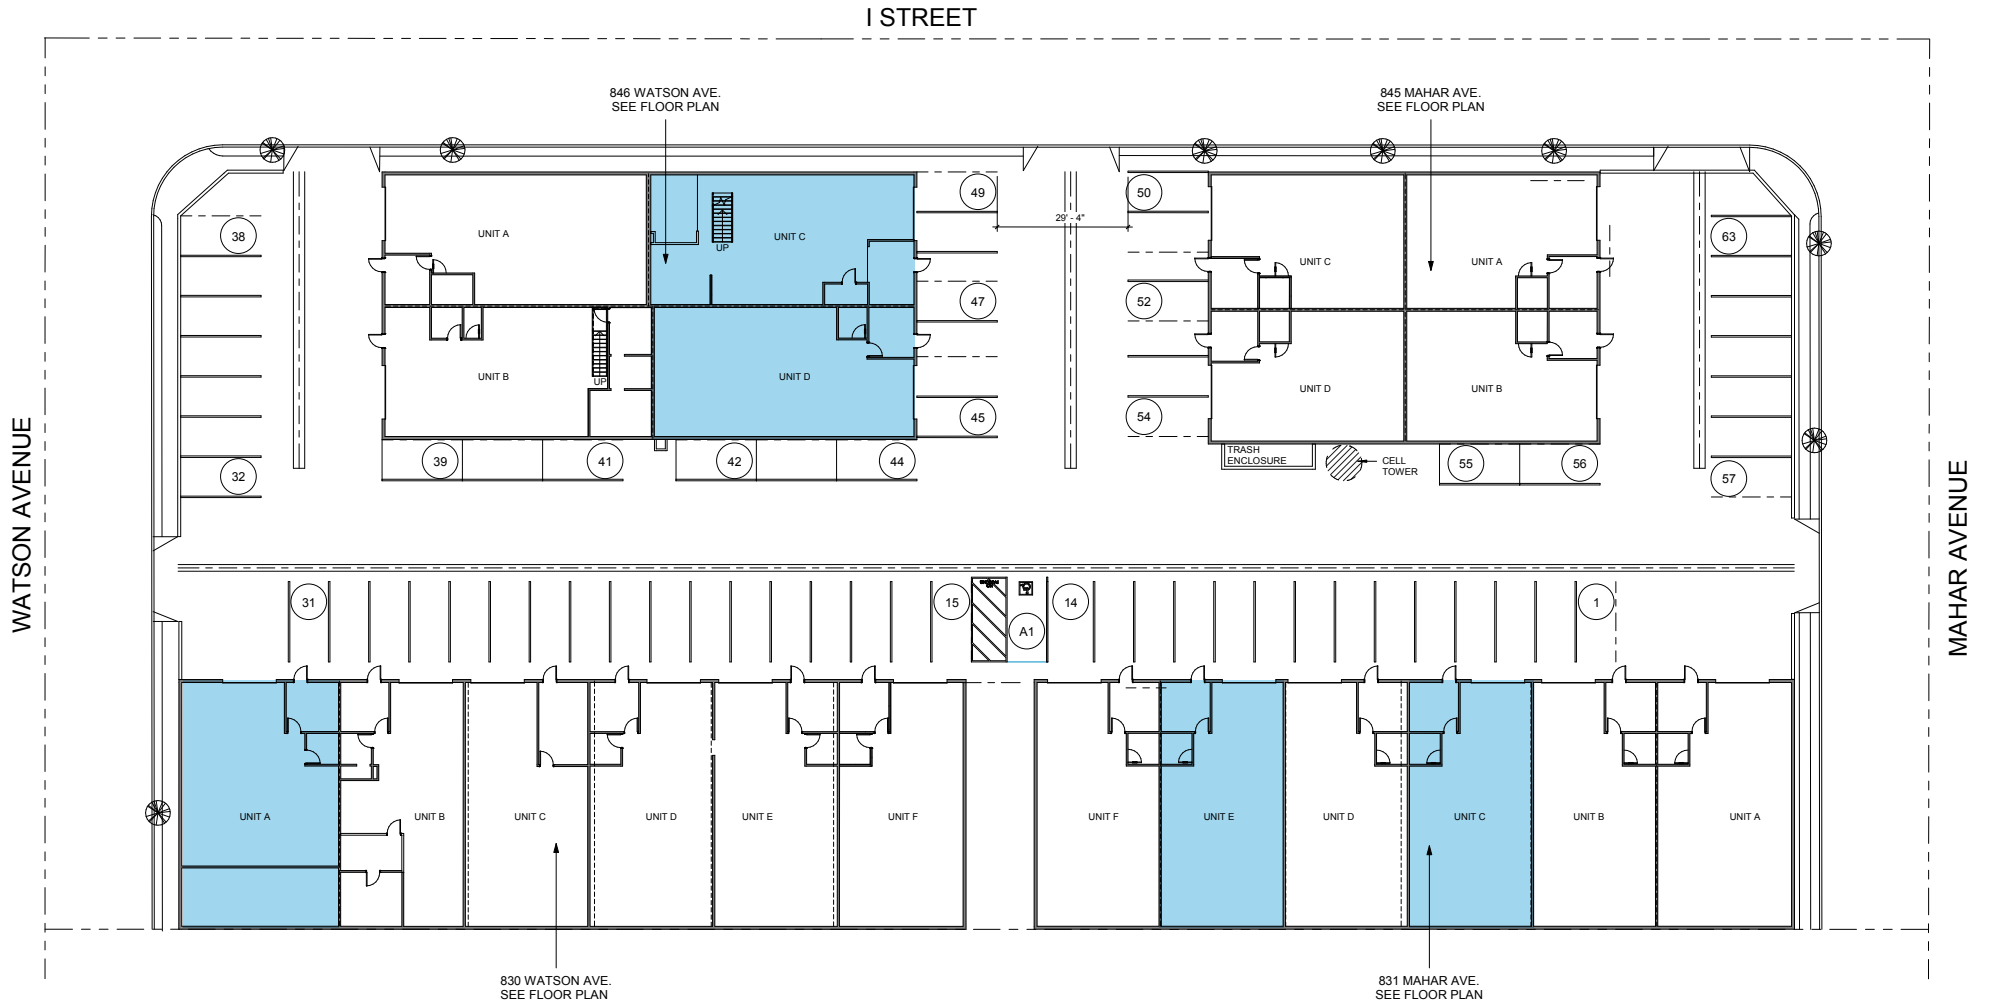 I STREET
846 WATSON AVE.
SEE FLOOR PLAN
845 MAHAR AVE.
SEE FLOOR PLAN
49
50
29' - 4"
38
UNIT A
UNIT C
UP
63
UNIT C
UNIT A
47
52
UNIT B
UP
UNIT D
UNIT D
UNIT B
45
54
39
41
42
44
TRASH
ENCLOSURE
CELL
TOWER
55
56
32
57
WATSON AVENUE
MAHAR AVENUE
31
15
A1
14
1
UNIT A
UNIT B
UNIT C
UNIT D
UNIT E
UNIT F
UNIT F
UNIT E
UNIT D
UNIT C
UNIT B
UNIT A
830 WATSON AVE.
SEE FLOOR PLAN
831 MAHAR AVE.
SEE FLOOR PLAN